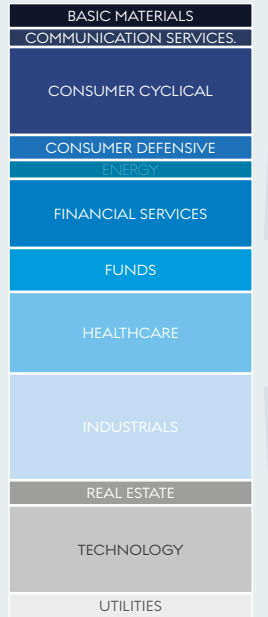 BASIC MATERIALS
COMMUNICATION SERVICES.
CONSUMER CYCLICAL
CONSUMER DEFENSIVE
ENERGY
FINANCIAL SERVICES
FUNDS
HEALTHCARE
INDUSTRIALS
REAL ESTATE
TECHNOLOGY
UTILITIES